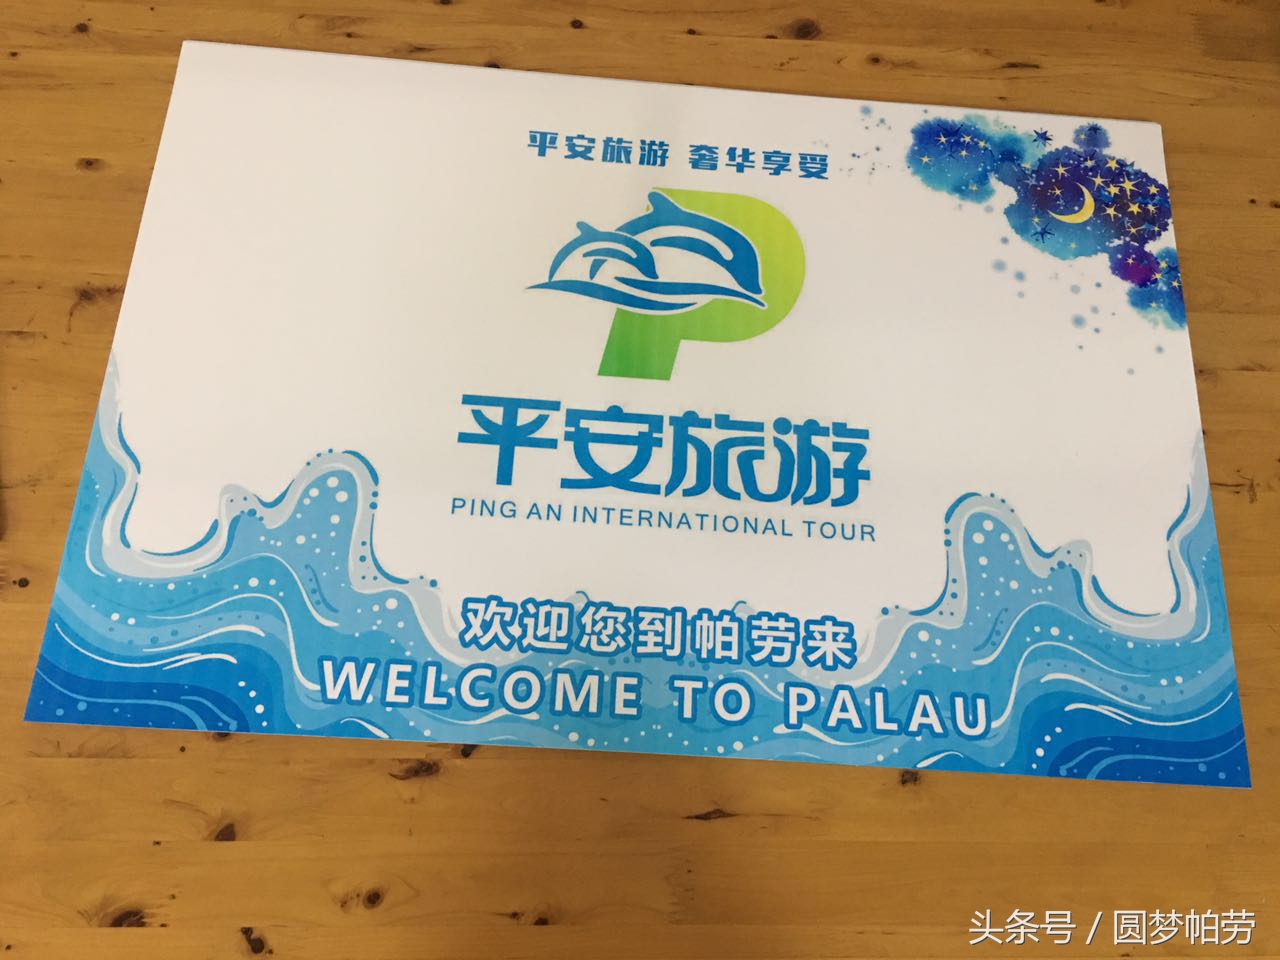 平安旅游 奢华享受
P
平安旅游
PING AN INTERNATIONAL TOUR
欢迎您到帕劳来
WELCOME TO PALAU
头条号 / 圆梦帕劳